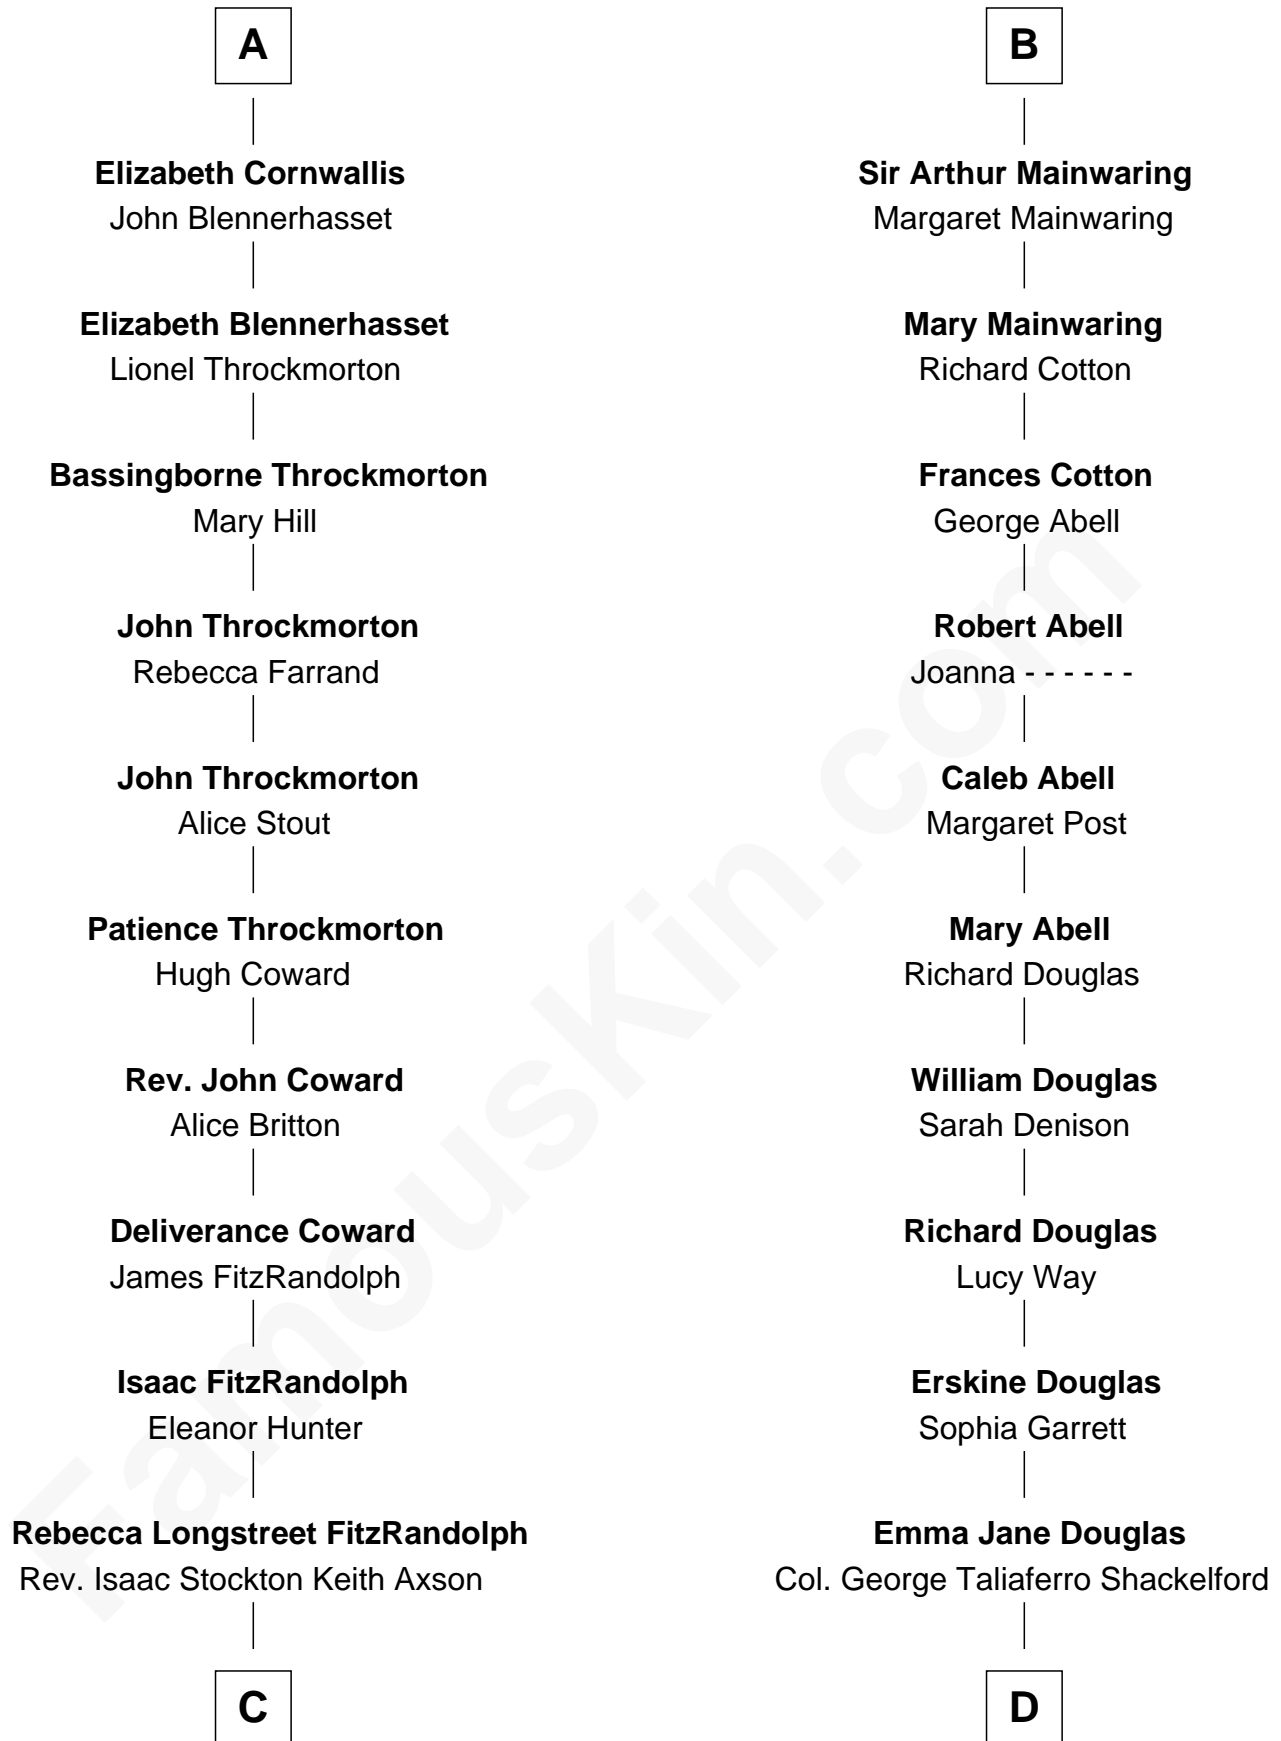 A
Elizabeth Cornwallis
John Blennerhasset
Elizabeth Blennerhasset
Lionel Throckmorton
Bassingborne Throckmorton
Mary Hill
John Throckmorton
Rebecca Farrand
John Throckmorton
Alice Stout
Patience Throckmorton
Hugh Coward
Rev. John Coward
Alice Britton
Deliverance Coward
James FitzRandolph
Isaac FitzRandolph
Eleanor Hunter
Rebecca Longstreet FitzRandolph
Rev. Isaac Stockton Keith Axson
C
B
Sir Arthur Mainwaring
Margaret Mainwaring
Mary Mainwaring
Richard Cotton
Frances Cotton
George Abell
Robert Abell
Joanna - - - - - -
Caleb Abell
Margaret Post
Mary Abell
Richard Douglas
William Douglas
Sarah Denison
Richard Douglas
Lucy Way
Erskine Douglas
Sophia Garrett
Emma Jane Douglas
Col. George Taliaferro Shackelford
D
FamousKin.com